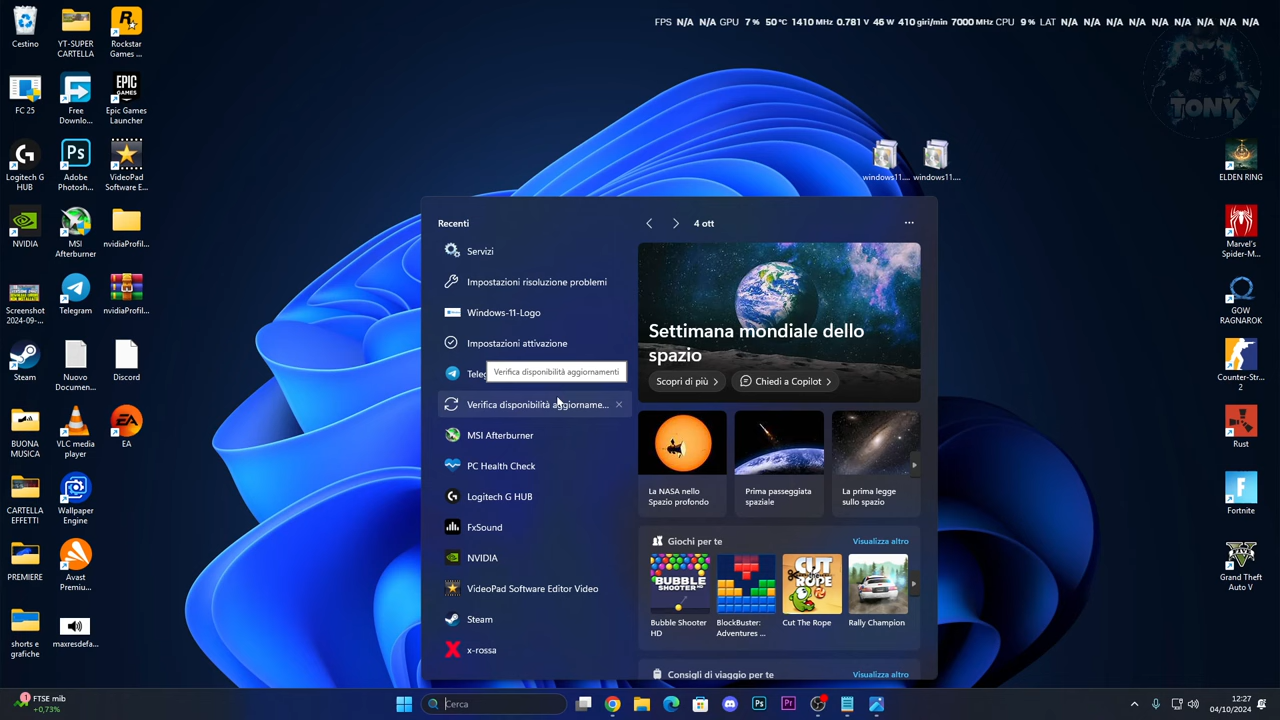 FPS N/A N/A GPU 7 % 50 °C 1410 MHz 0.781 V 46 W 410 giri/min 7000 MHz CPU 9 % LAT N/A N/A N/A N/A N/A N/A N/A N/A N/A
TONY
Cestino
YT-SUPER
CARTELLA
Rockstar
Games ...
FC 25
Free
Downlo...
Epic Games
Launcher
Logitech G
HUB
Adobe
Photosh...
VideoPad
Software E...
NVIDIA
MSI
Afterburner
nvidiaProfil...
Screenshot
2024-09-...
Telegram
nvidiaProfil...
Steam
Nuovo
Documen...
Discord
BUONA
MUSICA
VLC media
player
EA
CARTELLA
EFFETTI
Wallpaper
Engine
PREMIERE
Avast
Premiu...
shorts e
grafiche
maxresdefa...
windows11....
windows11....
ELDEN RING
Marvel's
Spider-M...
GOW
RAGNAROK
Counter-Str...
2
Rust
Fortnite
Grand Theft
Auto V
Recenti
Servizi
Impostazioni risoluzione problemi
Windows-11-Logo
Impostazioni attivazione
Teleg
Verifica disponibilità aggiornamenti
Verifica disponibilità aggiorname...
MSI Afterburner
PC Health Check
Logitech G HUB
FxSound
NVIDIA
VideoPad Software Editor Video
Steam
x-rossa
4 ott
Settimana mondiale dello
spazio
Scopri di più
Chiedi a Copilot
La NASA nello
Spazio profondo
Prima passeggiata
spaziale
La prima legge
sullo spazio
Giochi per te
Visualizza altro
BUBBLE
SHOOTER HD
CUT
ROPE
Bubble Shooter
HD
BlockBuster:
Adventures ...
Cut The Rope
Rally Champion
Consigli di viaggio per te
Visualizza altro
1
FTSE mib
+0,73%
Cerca
12:27
04/10/2024